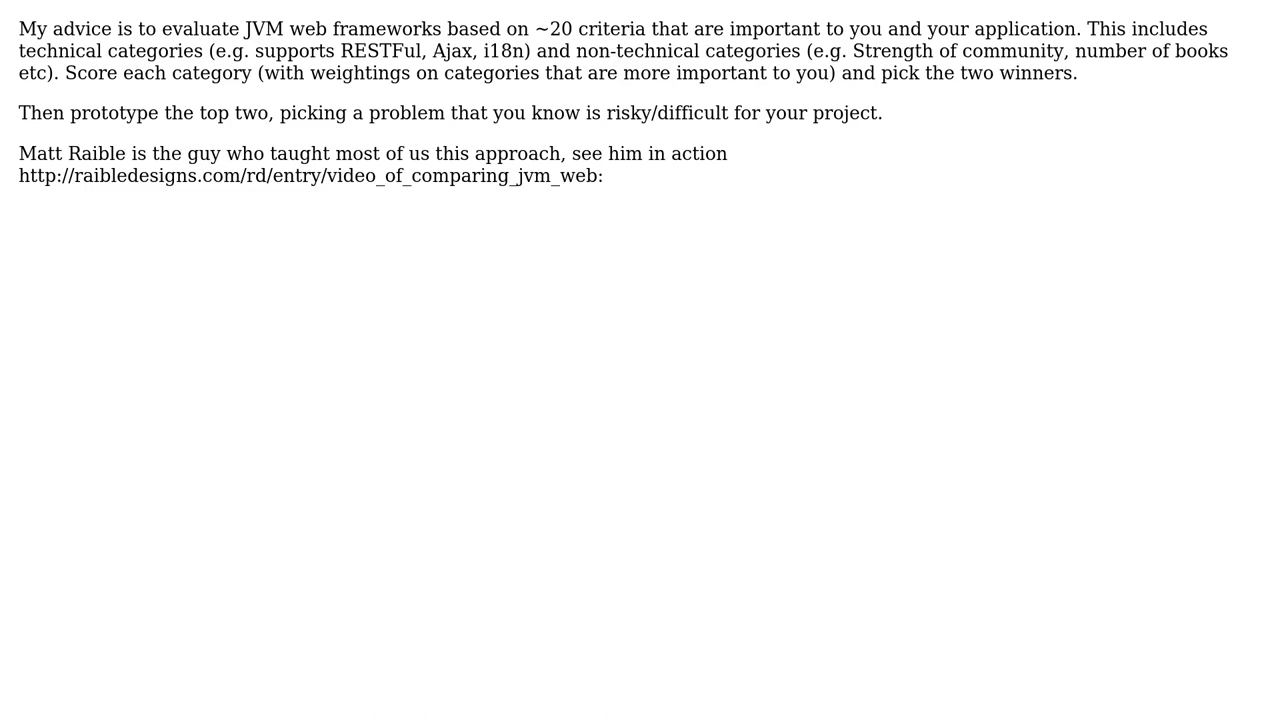 My advice is to evaluate JVM web frameworks based on ~20 criteria that are important to you and your application. This includes
technical categories (e.g. supports RESTFul, Ajax, i18n) and non-technical categories (e.g. Strength of community, number of books
etc). Score each category (with weightings on categories that are more important to you) and pick the two winners.
Then prototype the top two, picking a problem that you know is risky/difficult for your project.
Matt Raible is the guy who taught most of us this approach, see him in action
http://raibledesigns.com/rd/entry/video_of_comparing_jvm_web: